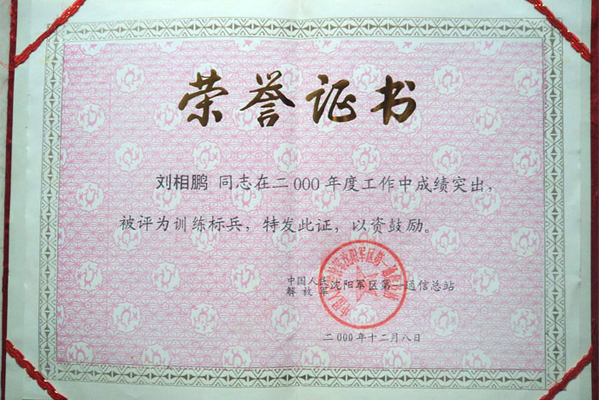 荣誉证书
刘相鹏 同志在二000年度工作中成绩突出，
被评为训练标兵，特发此证，以资鼓励。
中国人民
解放军 沈阳军区第一通信总站
二000年十二月八日